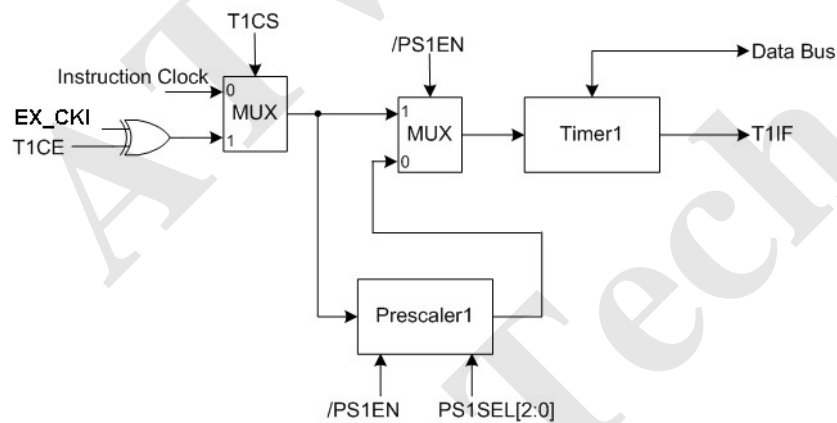 T1CS
/PS1EN
Data Bus
Instruction Clock
0
MUX
EX_CKI
T1CE
1
1
MUX
0
Timer1
T1IF
Prescaler1
/PS1EN
PS1SEL[2:0]
Tech